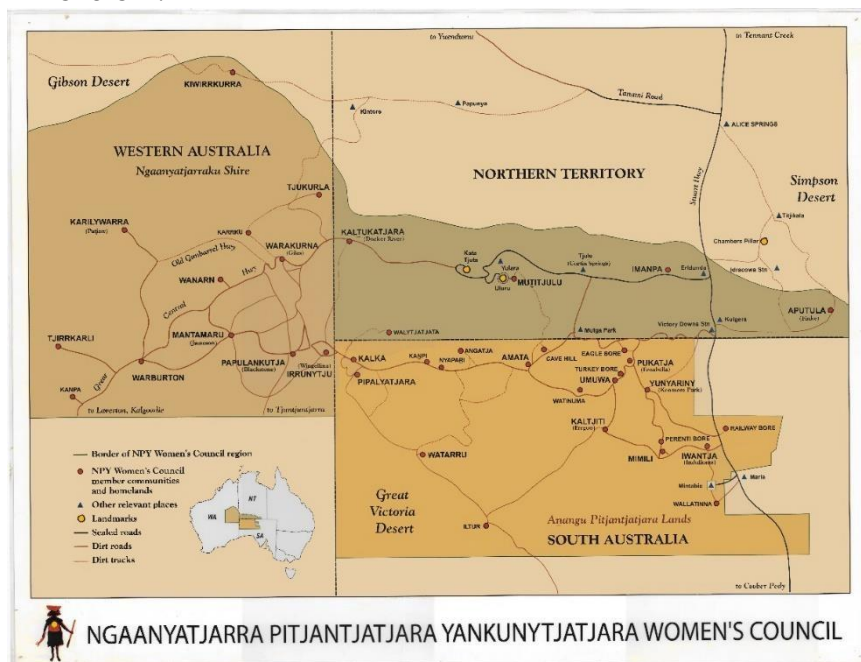 to Yuendumu
to Tennant Creek
Gibson Desert
KIWIRRKURRA
Tanami Road
Kintore
Papunya
ALICE SPRINGS
WESTERN AUSTRALIA
Ngaanyatjarraku Shire
NORTHERN TERRITORY
Stuart Hwy
Simpson
Desert
TJUKURLA
KARILYWARRA
(Patjarr)
KARRKU
KALTUKATJARA
(Docker River)
Titjikala
Chambers Pillar
WARAKURNA
(Giles)
Old Gunbarrel Hwy
Kata
Tjuta
Yulara
Uluru
MUTITJULU
(Curtin Springs)
IMANPA
Erldunda
Idracowra Stn
WANARN
Hwy
Central
Great
APUTULA
(Finke)
MANTAMARU
(Jameson)
WALYTJATJATA
Mulga Park
Victory Downs Stn
Kulgera
TJIRRKARLI
PAPULANKUTJA
(Blackstone)
IRRUNYTJU
(Wingellina)
KALKA
PIPALYATJARA
KANPI
NYAPARI
ANGATJA
AMATA
CAVE HILL
EAGLE BORE
PUKATJA
(Ernabella)
TURKEY BORE
UMUWA
YUNYARINY
(Kenmore Park)
WARBURTON
KANPA
WATINUMA
to Laverton, Kalgoorlie
to Tjuntjuntjarra
KALTJITI
(Fregon)
PERENTI BORE
RAILWAY BORE
MIMILI
IWANTJA
(Indulkana)
WATARRU
Mintabie
Marla
WALLATINNA
Great
Victoria
Desert
ILTUR
Anangu Pitjantjatjara Lands
SOUTH AUSTRALIA
to Coober Pedy
Border of NPY Women's Council region
NPY Women's Council
member communities
and homelands
Other relevant places
Landmarks
Sealed roads
Dirt roads
Dirt tracks
WA
NT
SA
NGAANYATJARRA PITJANTJATJARA YANKUNYTJATJARA WOMEN'S COUNCIL